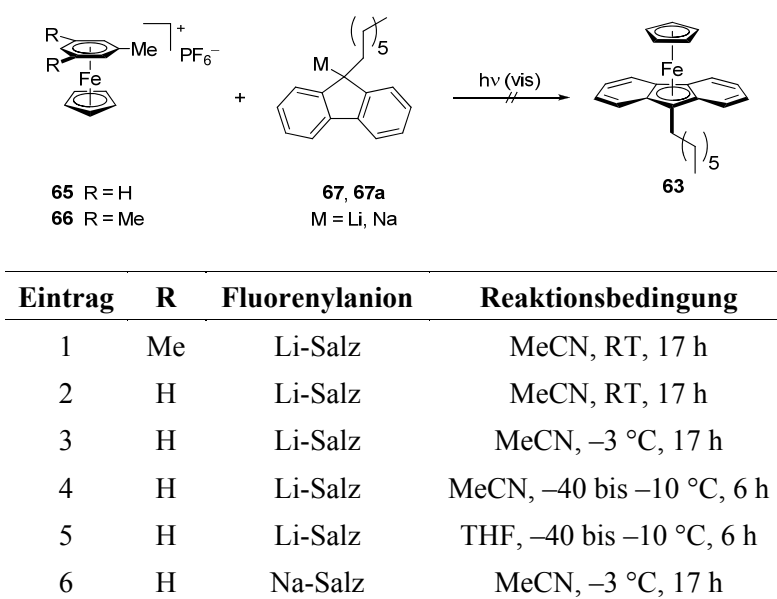 R
R
Me
+
PF6–
Fe
+
M
5
hν (vis)
Fe
5
65 R = H
66 R = Me
67, 67a
M = Li, Na
63
Eintrag R Fluorenylanion Reaktionsbedingung
1 Me Li-Salz MeCN, RT, 17 h
2 H Li-Salz MeCN, RT, 17 h
3 H Li-Salz MeCN, –3 °C, 17 h
4 H Li-Salz MeCN, –40 bis –10 °C, 6 h
5 H Li-Salz THF, –40 bis –10 °C, 6 h
6 H Na-Salz MeCN, –3 °C, 17 h